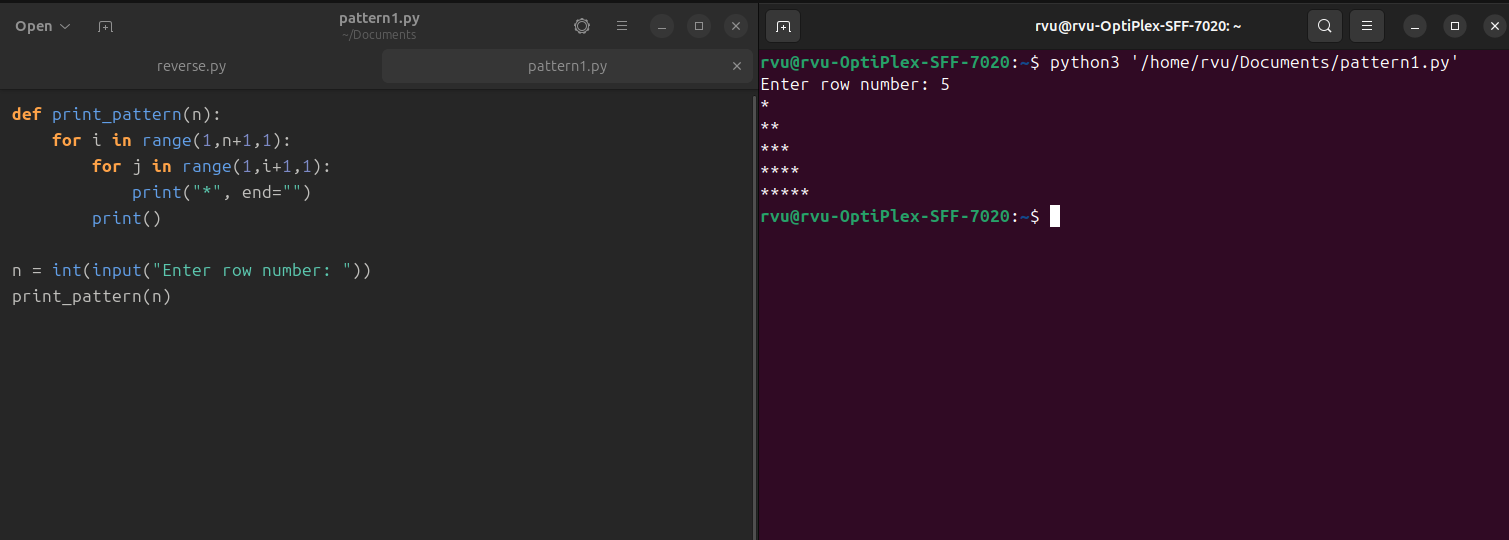 Open
pattern1.py
~/Documents
reverse.py
pattern1.py
def print_pattern(n):
    for i in range(1,n+1,1):
        for j in range(1,i+1,1):
            print("*", end="")
        print()
n = int(input("Enter row number: "))
print_pattern(n)
rvu@rvu-OptiPlex-SFF-7020: ~
rvu@rvu-OptiPlex-SFF-7020:~$ python3 '/home/rvu/Documents/pattern1.py'
Enter row number: 5
*
**
***
****
*****
rvu@rvu-OptiPlex-SFF-7020:~$